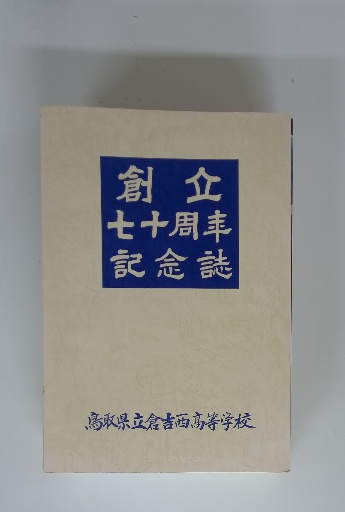 創立
七十周年
記念誌
鳥取県立倉吉西高等学校